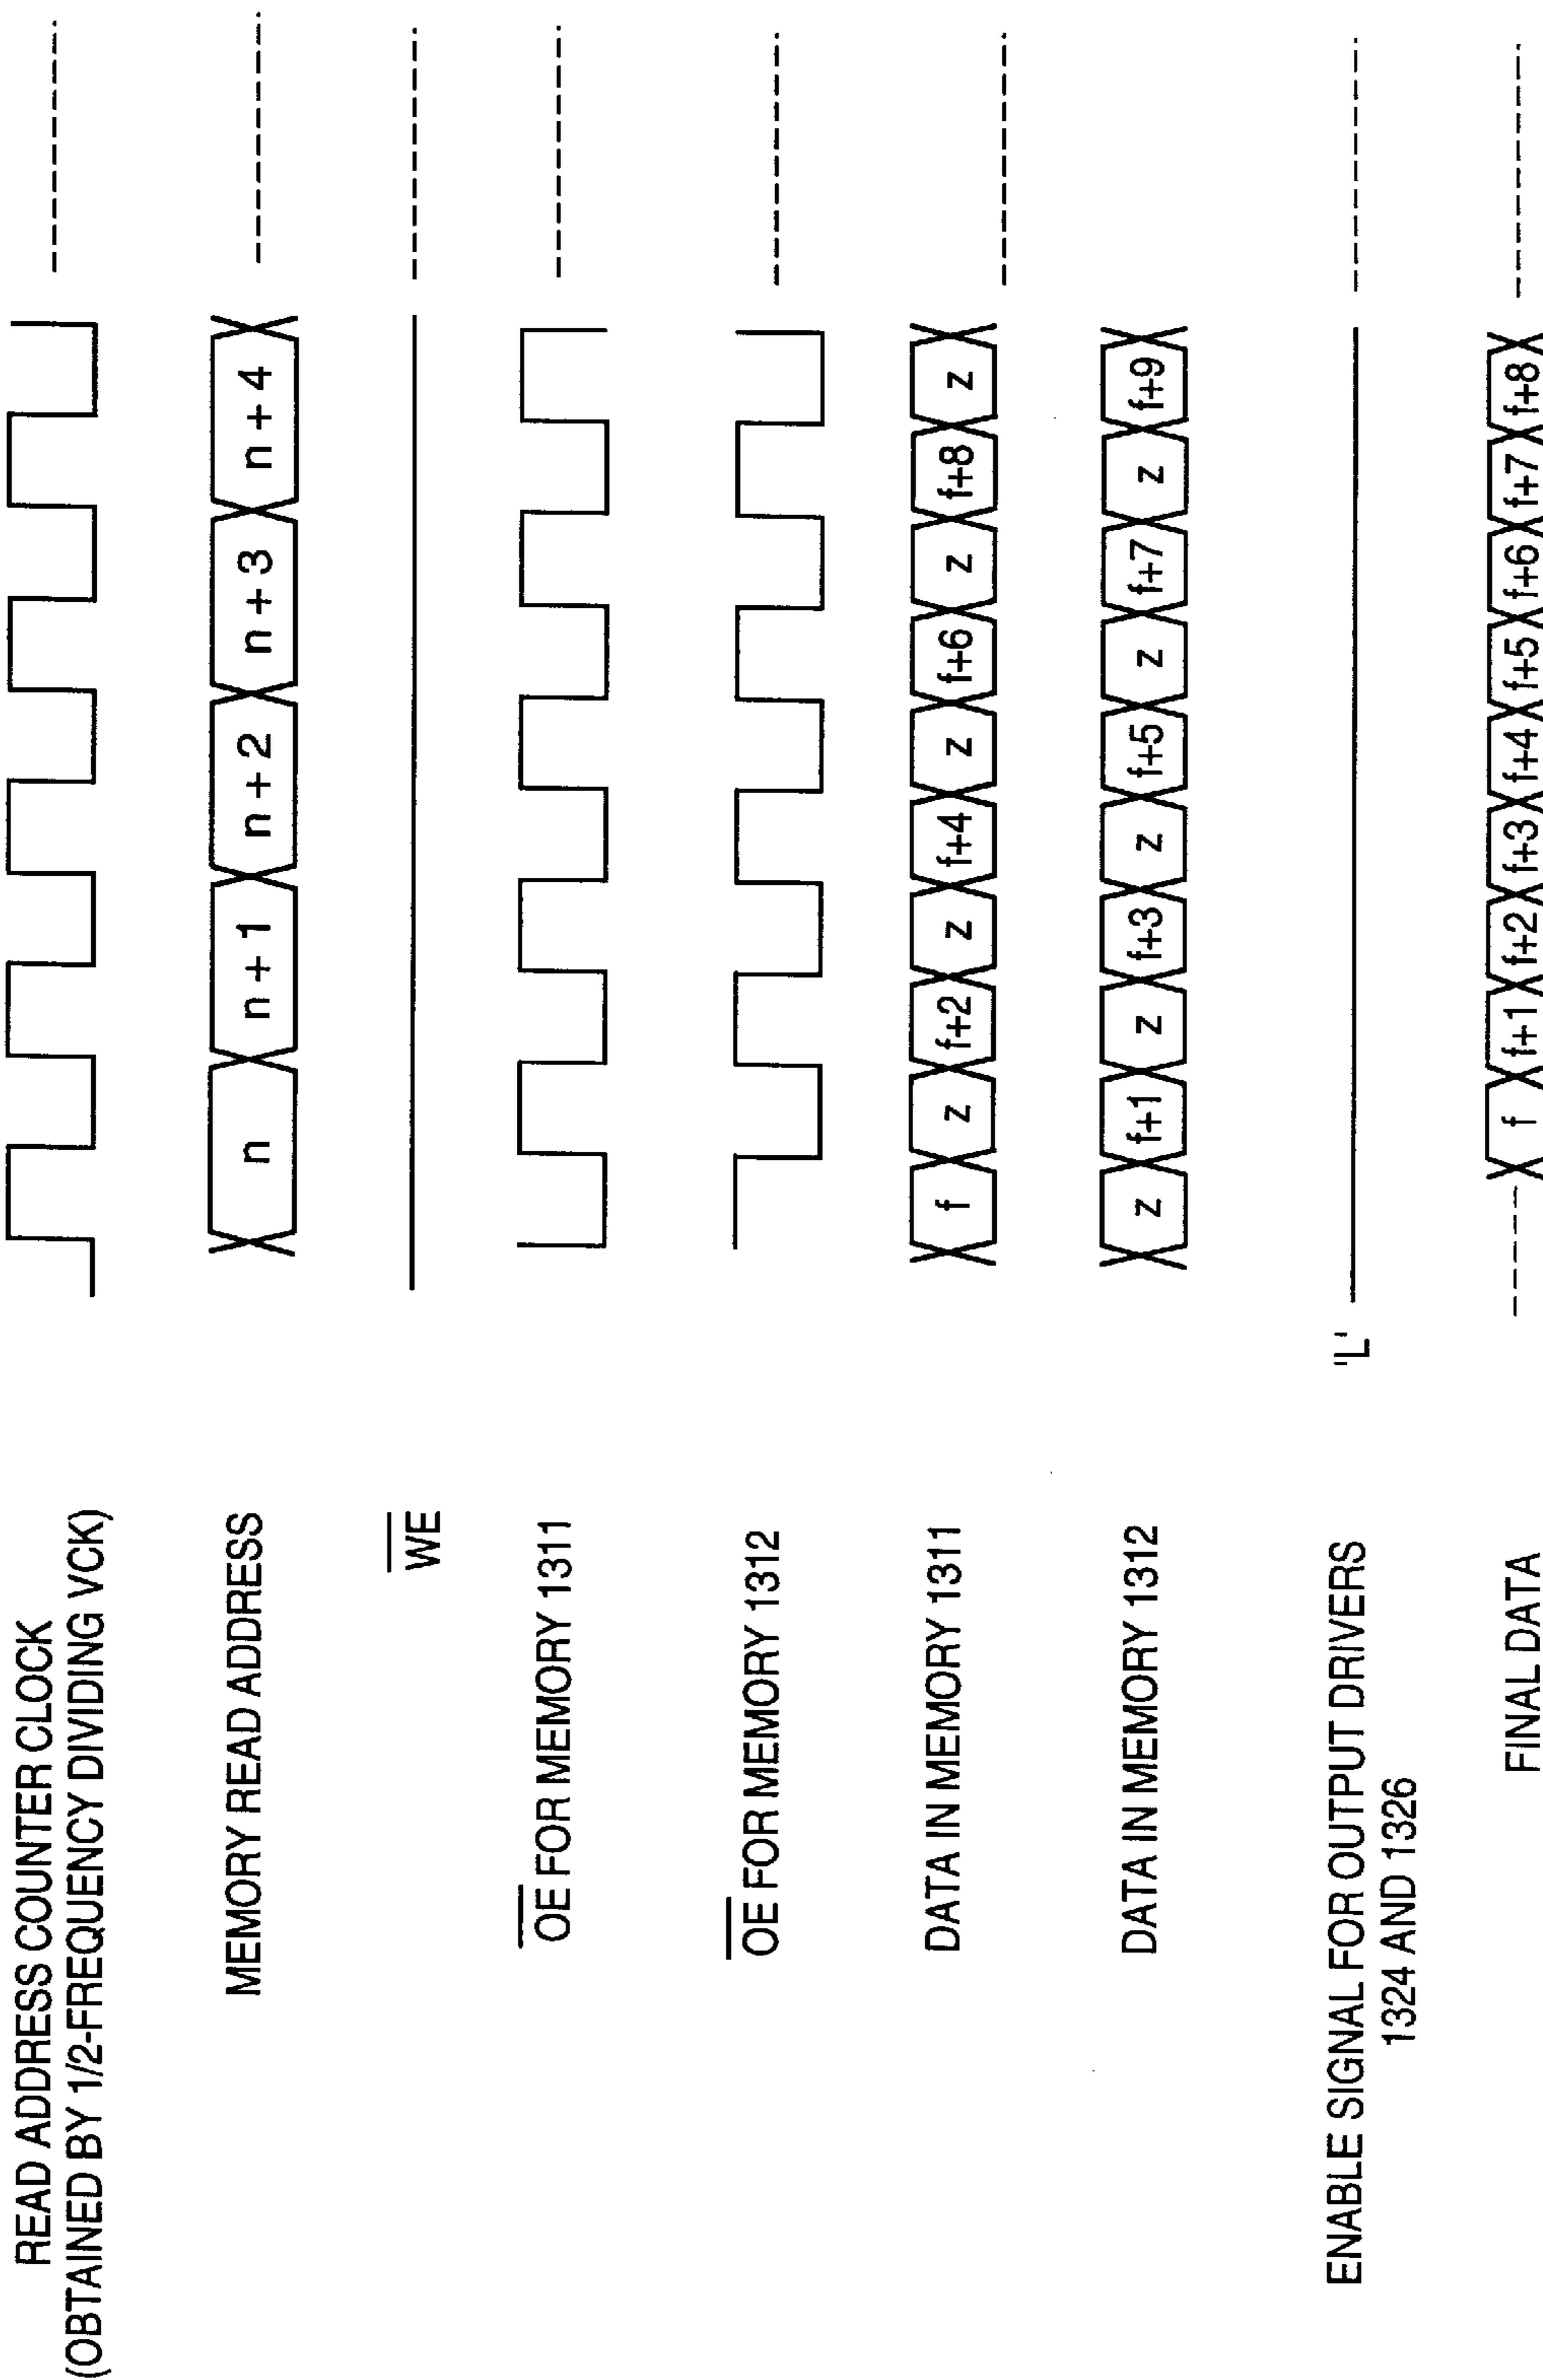 READ ADDRESS COUNTER CLOCK
(OBTAINED BY 1/2-FREQUENCY DIVIDING VCK)
MEMORY READ ADDRESS
n n+1 n+2 n+3 n+4
WE
OE FOR MEMORY 1311
OE FOR MEMORY 1312
DATA IN MEMORY 1311
f z f+2 z f+4 z f+6 z f+8 z
DATA IN MEMORY 1312
z f+1 z f+3 z f+5 z f+7 z f+9
ENABLE SIGNAL FOR OUTPUT DRIVERS
1324 AND 1326
'L'
FINAL DATA
f f+1 f+2 f+3 f+4 f+5 f+6 f+7 f+8